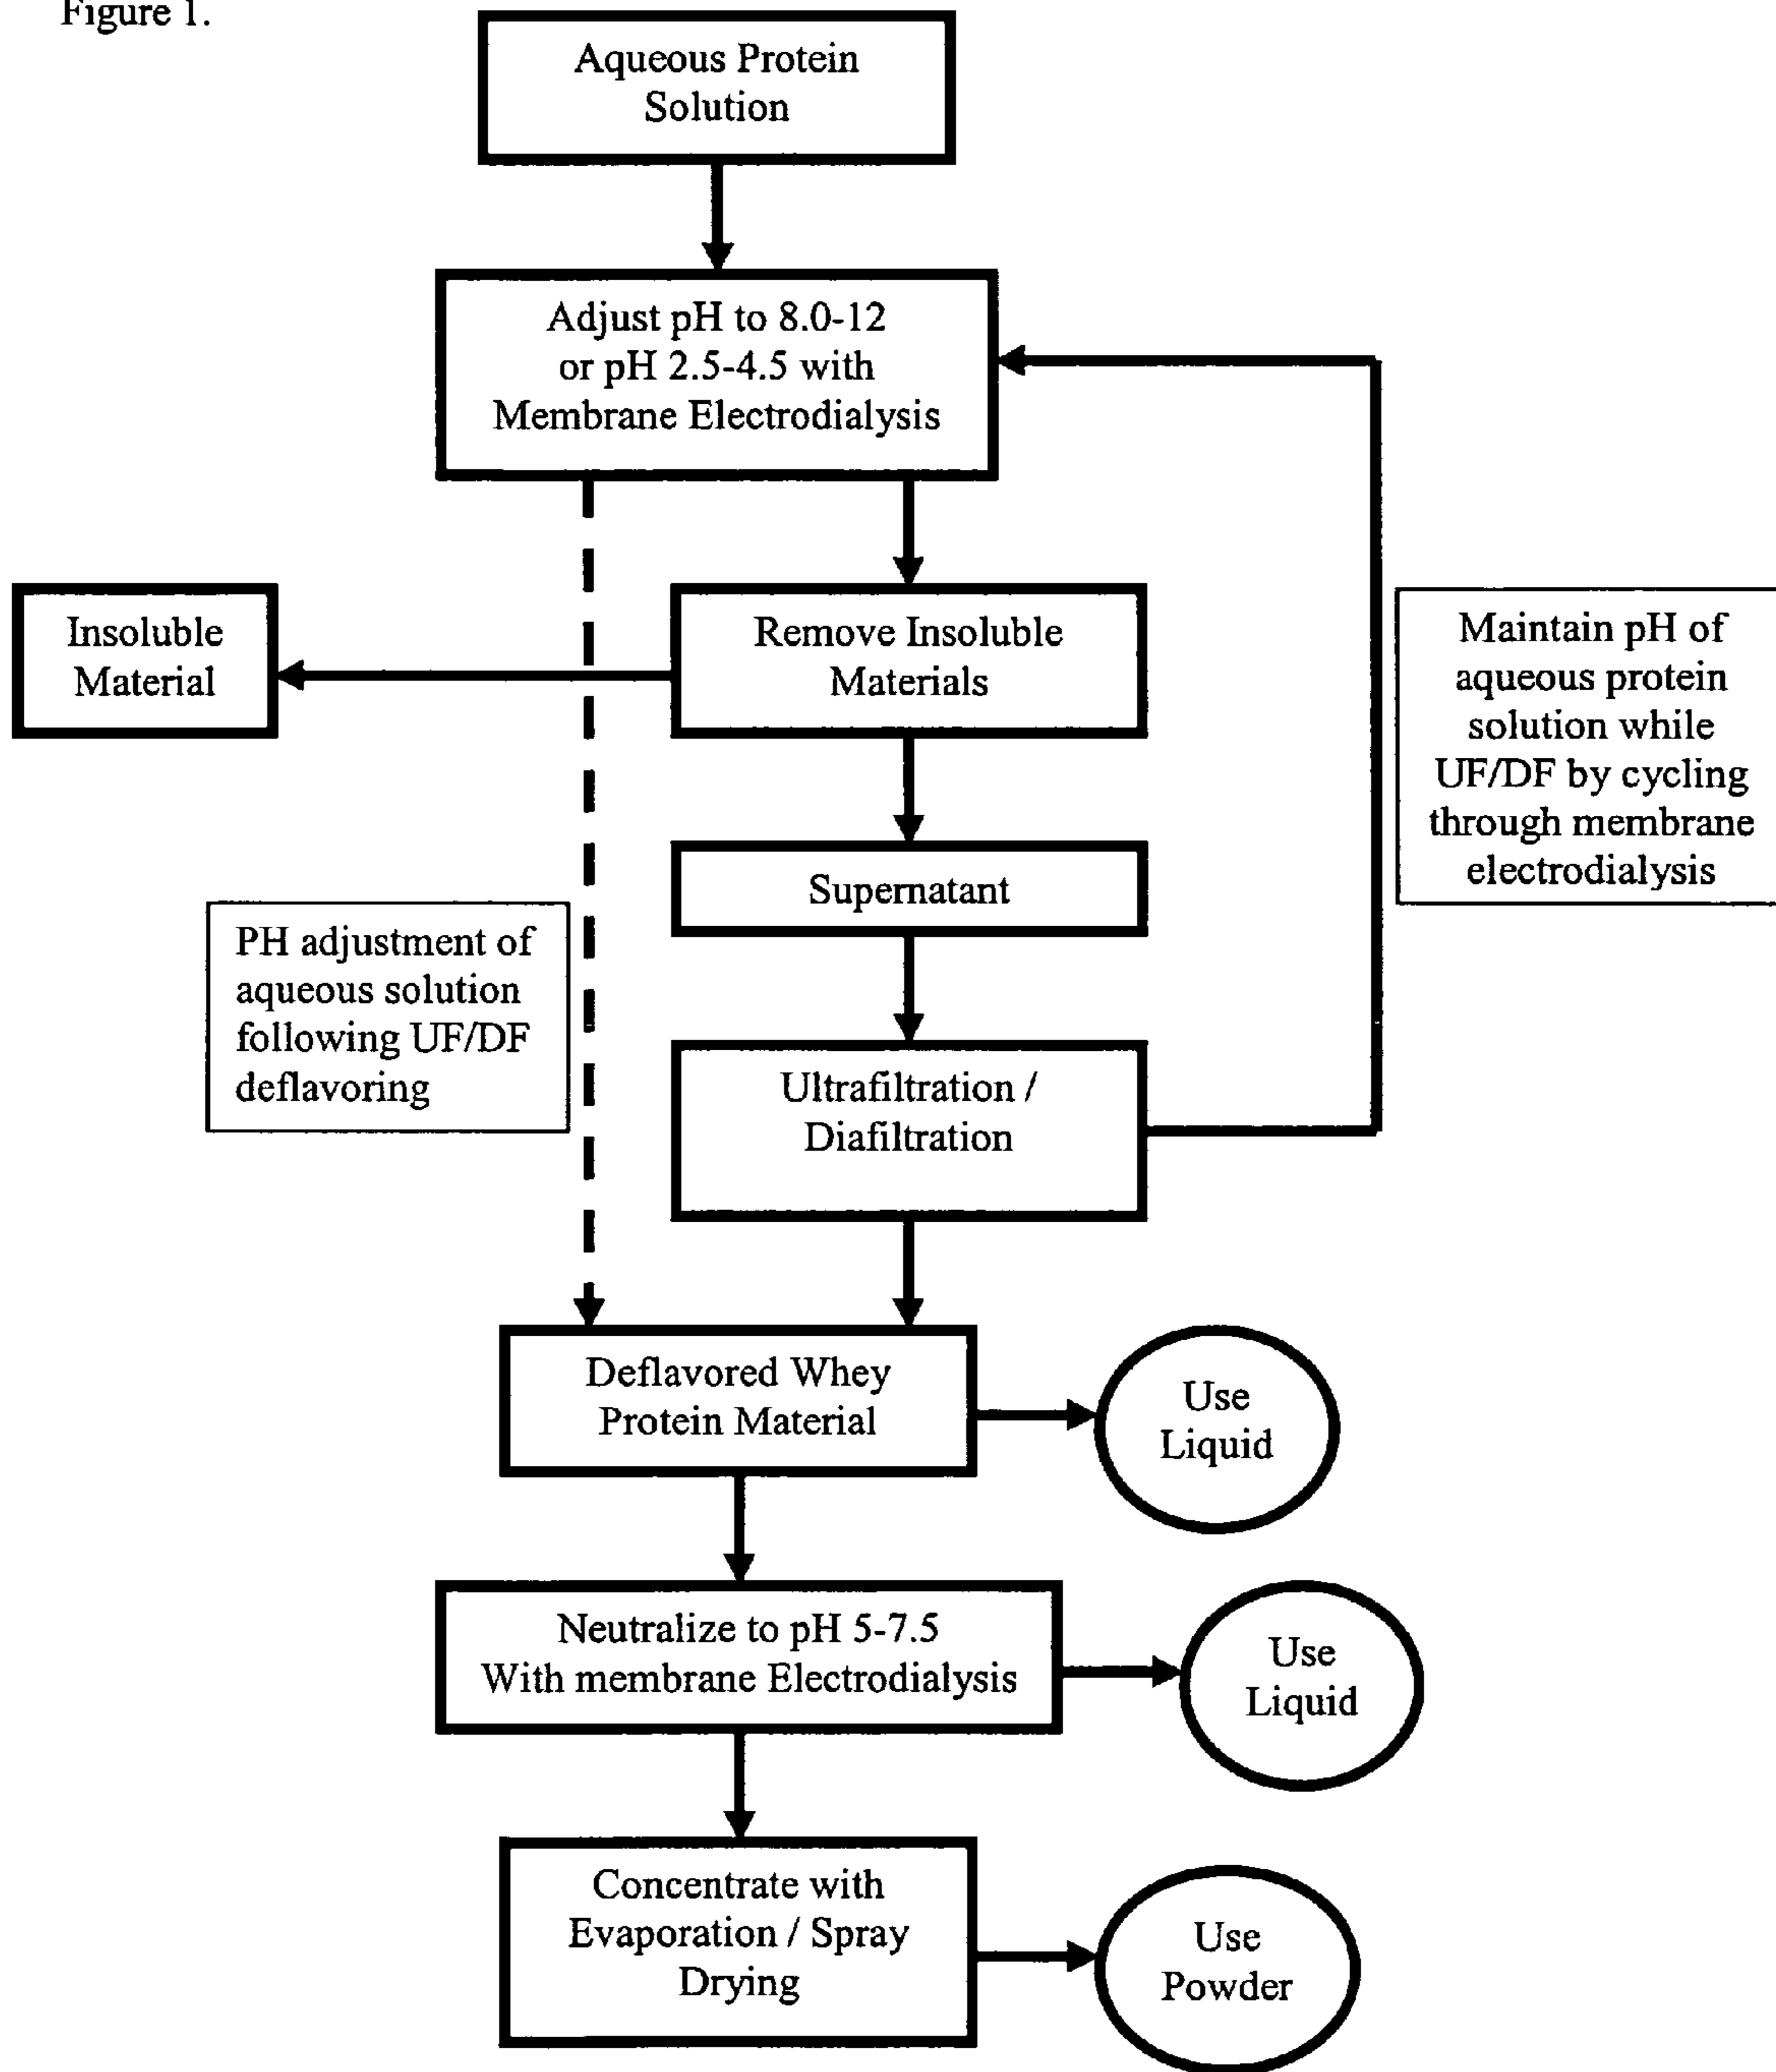 Figure 1.
Aqueous Protein
Solution
Adjust pH to 8.0-12
or pH 2.5-4.5 with
Membrane Electrodialysis
Insoluble
Material
Remove Insoluble
Materials
Maintain pH of
aqueous protein
solution while
UF/DF by cycling
through membrane
electrodialysis
Supernatant
PH adjustment of
aqueous solution
following UF/DF
deflavoring
Ultrafiltration /
Diafiltration
Deflavored Whey
Protein Material
Use
Liquid
Neutralize to pH 5-7.5
With membrane Electrodialysis
Use
Liquid
Concentrate with
Evaporation / Spray
Drying
Use
Powder